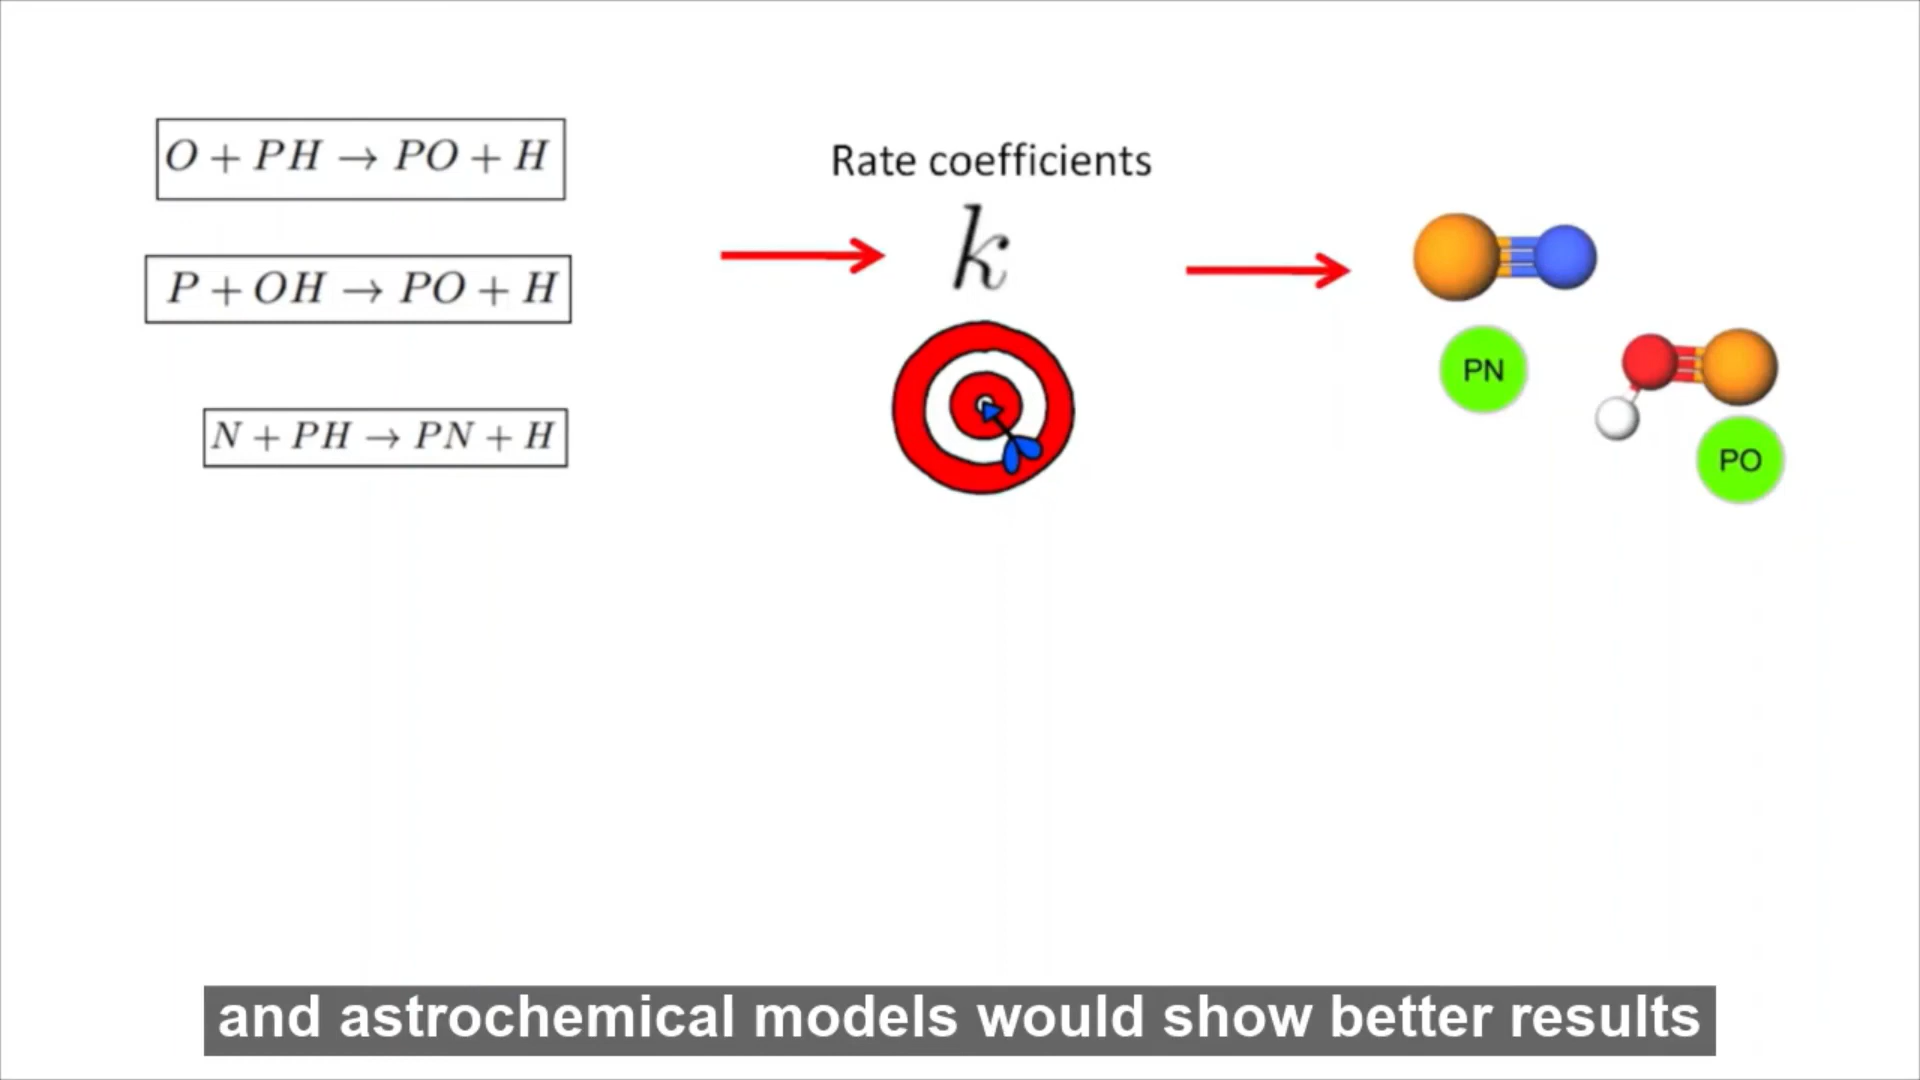 O + PH → PO + H
P + OH → PO + H
N + PH → PN + H
Rate coefficients
k
PN
PO
and astrochemical models would show better results